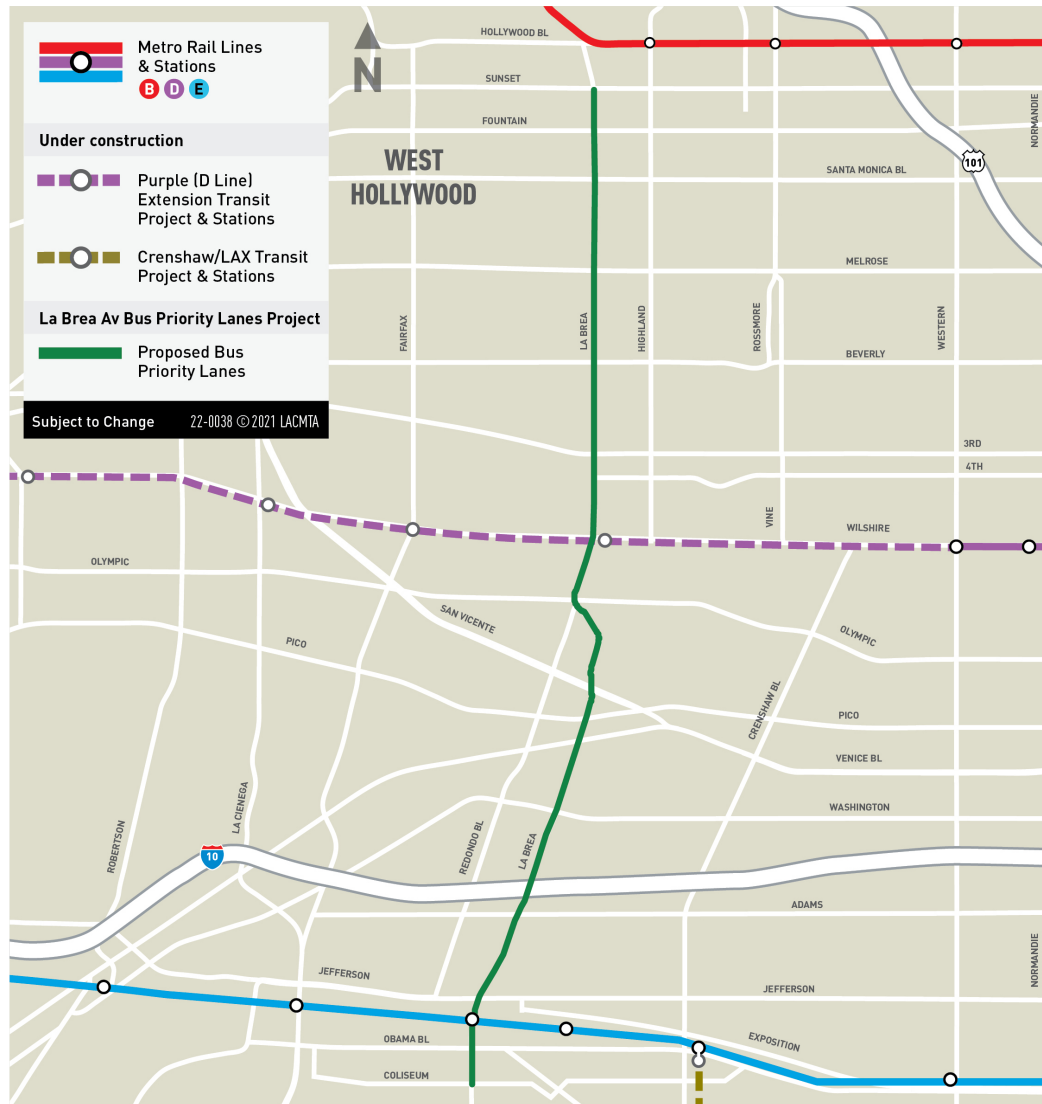 Metro Rail Lines
& Stations
B D E
Under construction
Purple (D Line)
Extension Transit
Project & Stations
Crenshaw/LAX Transit
Project & Stations
La Brea Av Bus Priority Lanes Project
Proposed Bus
Priority Lanes
Subject to Change 22-0038 © 2021 LACMTA
N
HOLLYWOOD BL
SUNSET
FOUNTAIN
WEST
HOLLYWOOD
SANTA MONICA BL
101
NORMANDIE
MELROSE
FAIRFAX
LA BREA
HIGHLAND
ROSSMORE
WESTERN
BEVERLY
3RD
4TH
VINE
WILSHIRE
OLYMPIC
SAN VICENTE
OLYMPIC
PICO
CRENSHAW BL
PICO
VENICE BL
WASHINGTON
LA CIENEGA
ROBERTSON
10
REDONDO BL
LA BREA
ADAMS
NORMANDIE
JEFFERSON
JEFFERSON
EXPOSITION
OBAMA BL
COLISEUM